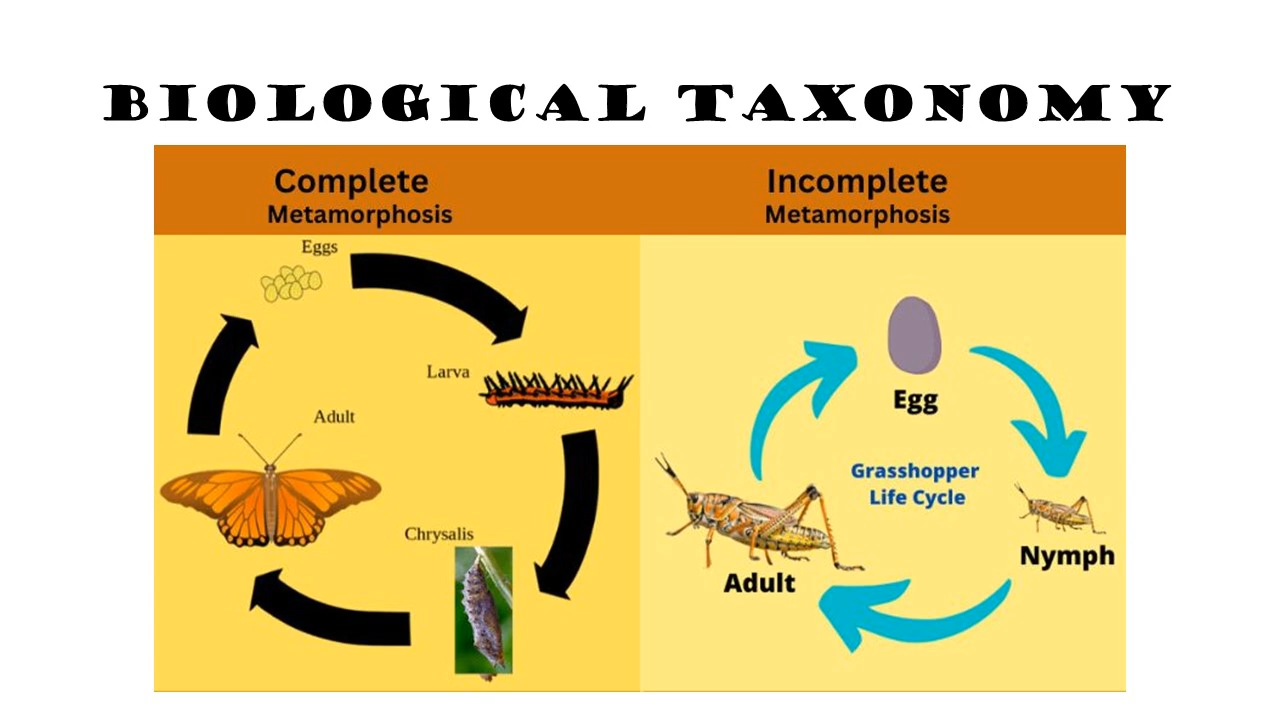 BIOLOGICAL TAXONOMY
Complete
Metamorphosis
Eggs
Larva
Adult
Chrysalis
Incomplete
Metamorphosis
Egg
Grasshopper
Life Cycle
Nymph
Adult